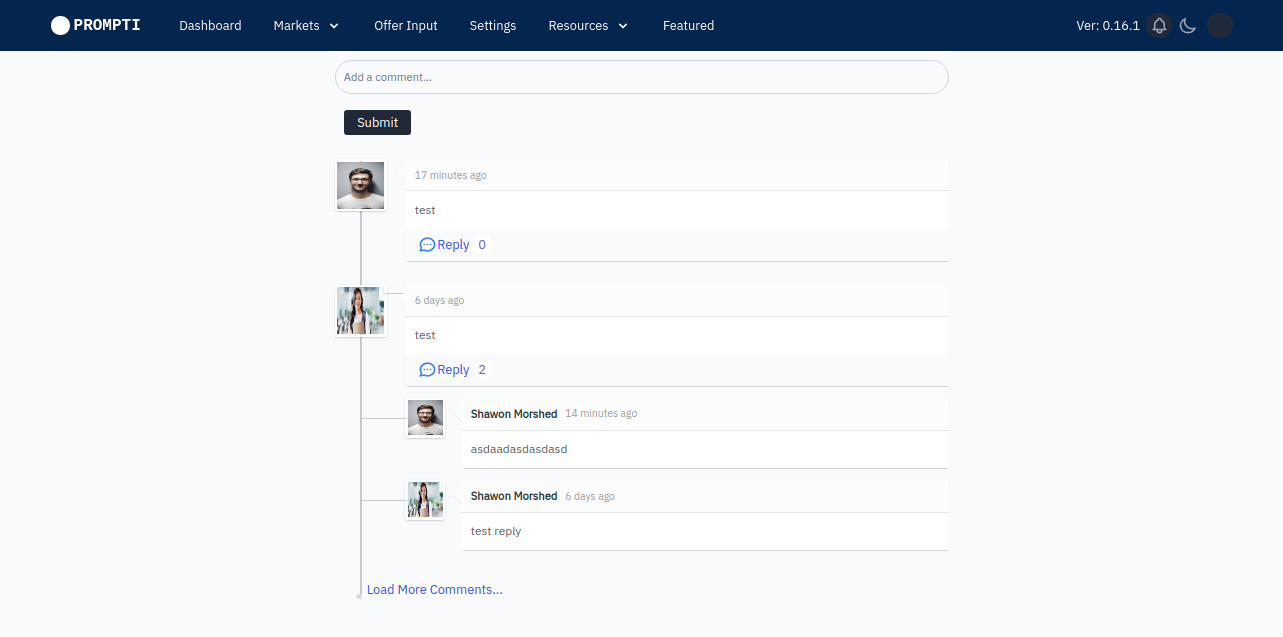 PROMPTI Dashboard Markets Offer Input Settings Resources Featured Ver: 0.16.1
Add a comment...
Submit
17 minutes ago
test
Reply 0
6 days ago
test
Reply 2
Shawon Morshed 14 minutes ago
asdaadasdasdasd
Shawon Morshed 6 days ago
test reply
Load More Comments...